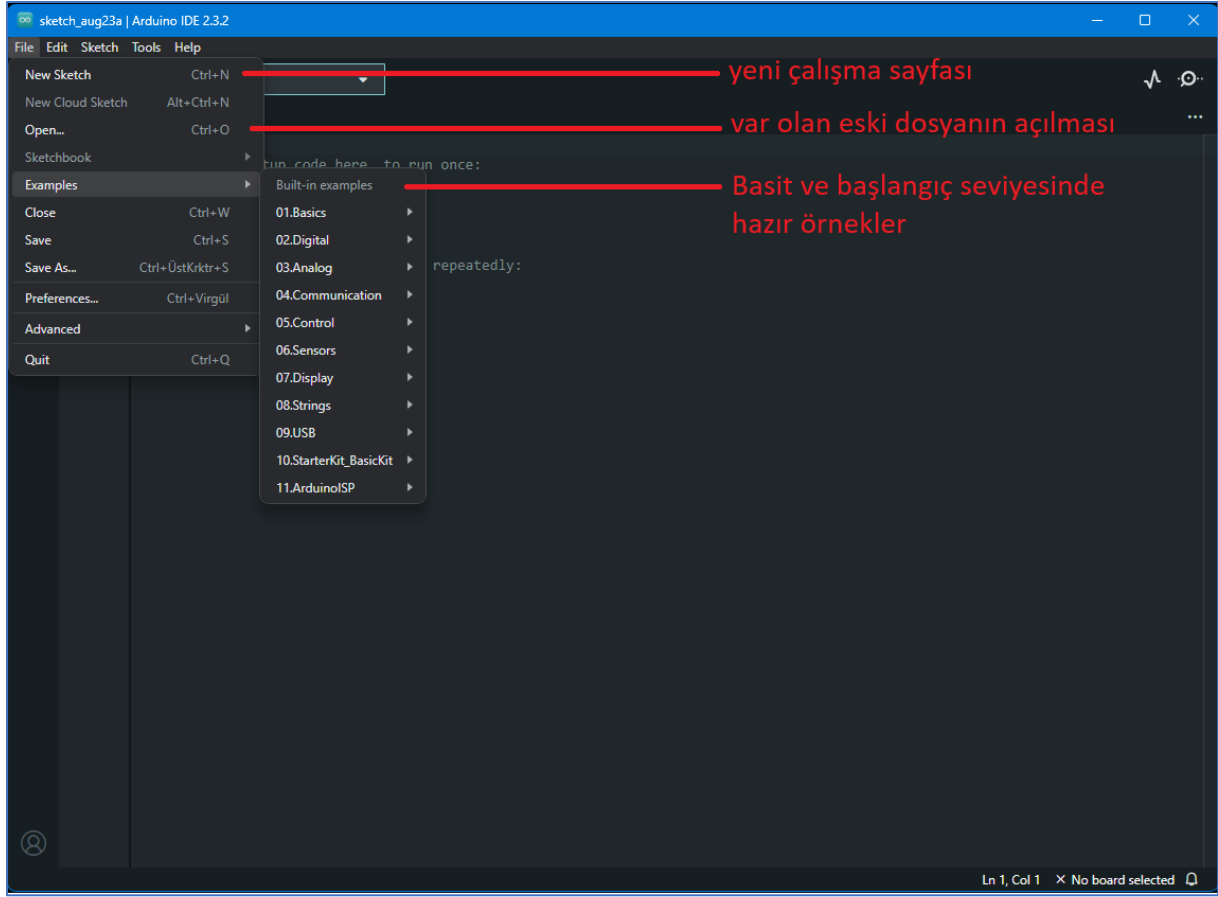 sketch_aug23a | Arduino IDE 2.3.2
File Edit Sketch Tools Help
New Sketch Ctrl+N
yeni çalışma sayfası
New Cloud Sketch Alt+Ctrl+N
Open... Ctrl+O
var olan eski dosyanın açılması
Sketchbook
tup code here, to run once:
Examples
Built-in examples
Basit ve başlangıç seviyesinde
hazır örnekler
Close Ctrl+W
01.Basics
Save Ctrl+S
02.Digital
Save As... Ctrl+ÜstKrktr+S
03.Analog
repeatedly:
Preferences... Ctrl+Virgül
04.Communication
Advanced
05.Control
Quit Ctrl+Q
06.Sensors
07.Display
08.Strings
09.USB
10.StarterKit_BasicKit
11.ArduinoISP
Ln 1, Col 1 × No board selected